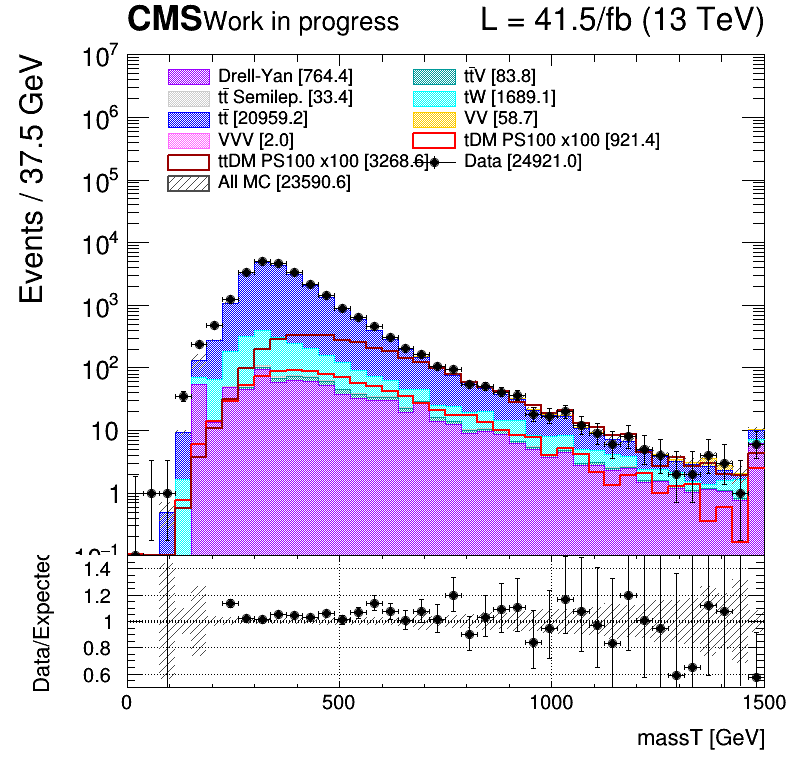 CMS Work in progress L = 41.5/fb (13 TeV)
Events / 37.5 GeV
10⁷
10⁶
10⁵
10⁴
10³
10²
10
1
10⁻¹
Drell-Yan [764.4]
tt̄V [83.8]
tt̄ Semilep. [33.4]
tW [1689.1]
tt̄ [20959.2]
VV [58.7]
VVV [2.0]
tDM PS100 x100 [921.4]
ttDM PS100 x100 [3268.6]
Data [24921.0]
All MC [23590.6]
Data/Expected
1.4
1.2
1
0.8
0.6
0 500 1000 1500
massT [GeV]